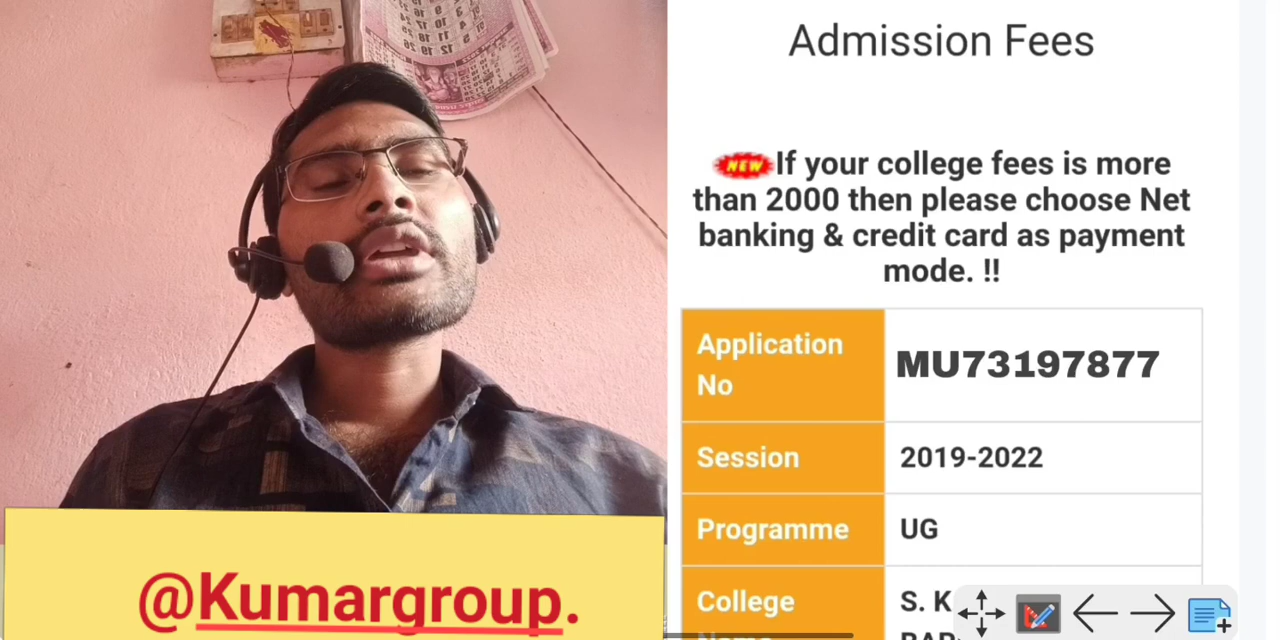 Admission Fees
NEW If your college fees is more
than 2000 then please choose Net
banking & credit card as payment
mode. !!
Application
No
MU73197877
Session
2019-2022
Programme
UG
College
S. K.
@Kumargroup.